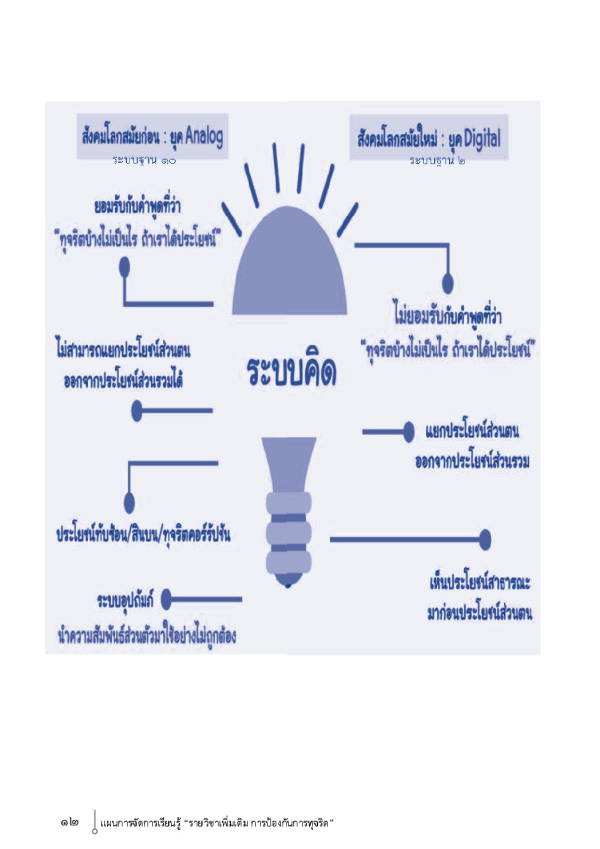 สังคมโลกสมัยก่อน : ยุค Analog
ระบบฐาน ๑๐
ยอมรับกับคำพูดที่ว่า
“ทุจริตบ้างไม่เป็นไร ถ้าเราได้ประโยชน์”
ไม่สามารถแยกประโยชน์ส่วนตน
ออกจากประโยชน์ส่วนรวมได้
ประโยชน์ทับซ้อน/สินบน/ทุจริตคอร์รัปชัน
ระบบอุปถัมภ์
นำความสัมพันธ์ส่วนตัวมาใช้อย่างไม่ถูกต้อง
ระบบคิด
สังคมโลกสมัยใหม่ : ยุค Digital
ระบบฐาน ๒
ไม่ยอมรับกับคำพูดที่ว่า
“ทุจริตบ้างไม่เป็นไร ถ้าเราได้ประโยชน์”
แยกประโยชน์ส่วนตน
ออกจากประโยชน์ส่วนรวม
เห็นประโยชน์สาธารณะ
มาก่อนประโยชน์ส่วนตน
๑๒ แผนการจัดการเรียนรู้ “รายวิชาเพิ่มเติม การป้องกันการทุจริต”